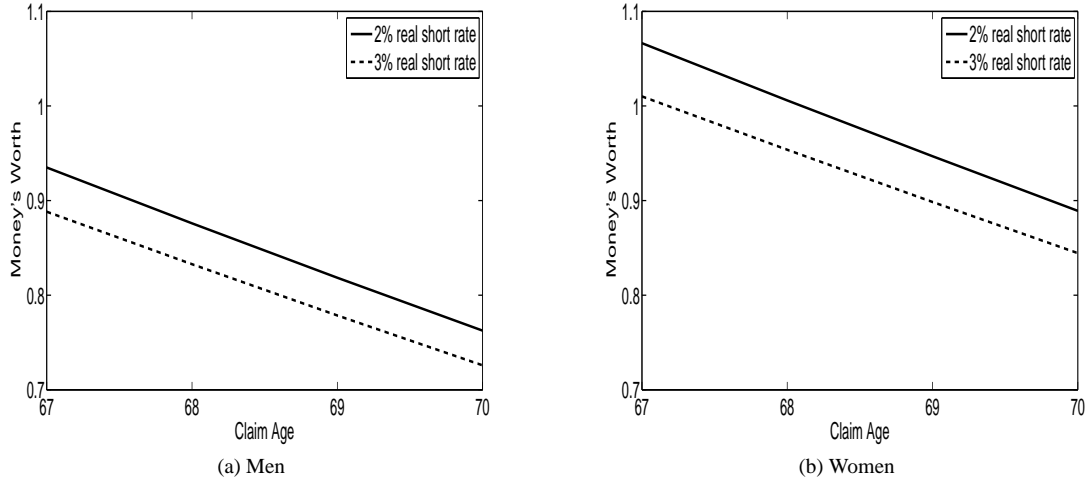 1.1
1
0.9
0.8
0.7
Money's Worth
67
68
69
70
Claim Age
2% real short rate
3% real short rate
(a) Men
1.1
1
0.9
0.8
0.7
Money's Worth
67
68
69
70
Claim Age
2% real short rate
3% real short rate
(b) Women